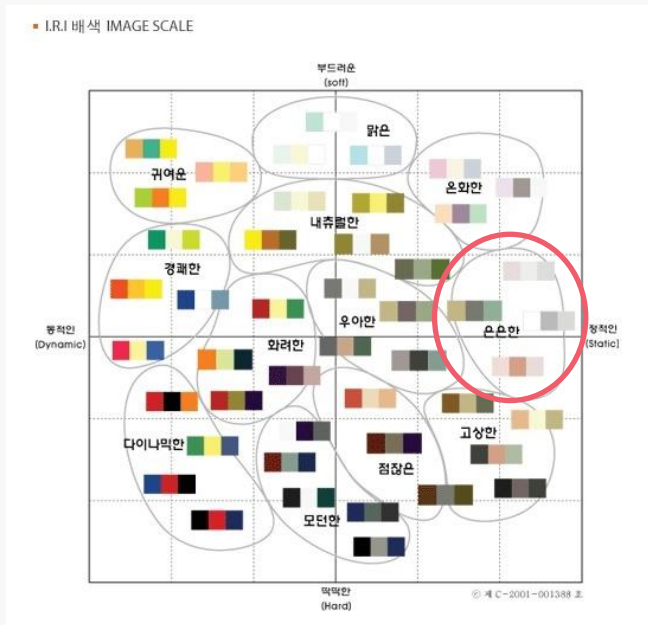 I.R.I 배색 IMAGE SCALE
부드러운
(soft)
맑은
귀여운
온화한
내츄럴한
경쾌한
우아한
은은한
동적인
(Dynamic)
정적인
(Static)
화려한
다이나믹한
고상한
점잖은
모던한
딱딱한
(Hard)
ⓒ 제 C-2001-001388 호